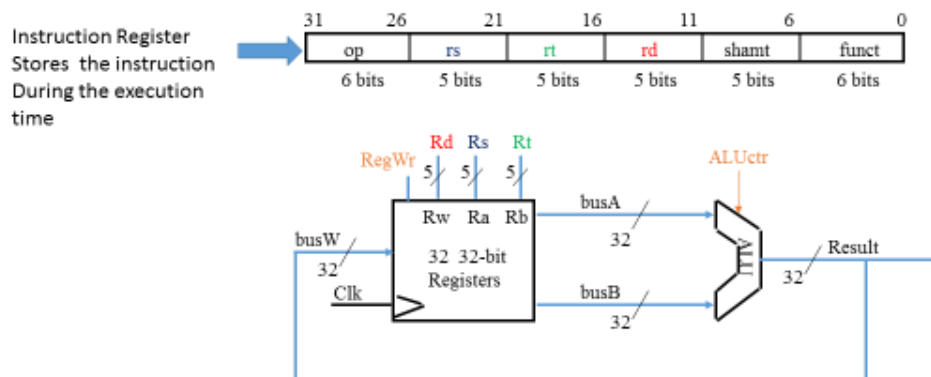 31 26 21 16 11 6 0
Instruction Register
Stores the instruction
During the execution
time
op rs rt rd shamt funct
6 bits 5 bits 5 bits 5 bits 5 bits 6 bits
Rd Rs Rt
RegWr
ALUctr
5 5 5
busA
Rw Ra Rb
32
busW
32
32 32-bit
Registers
ALU
Result
32
Clk
busB
32